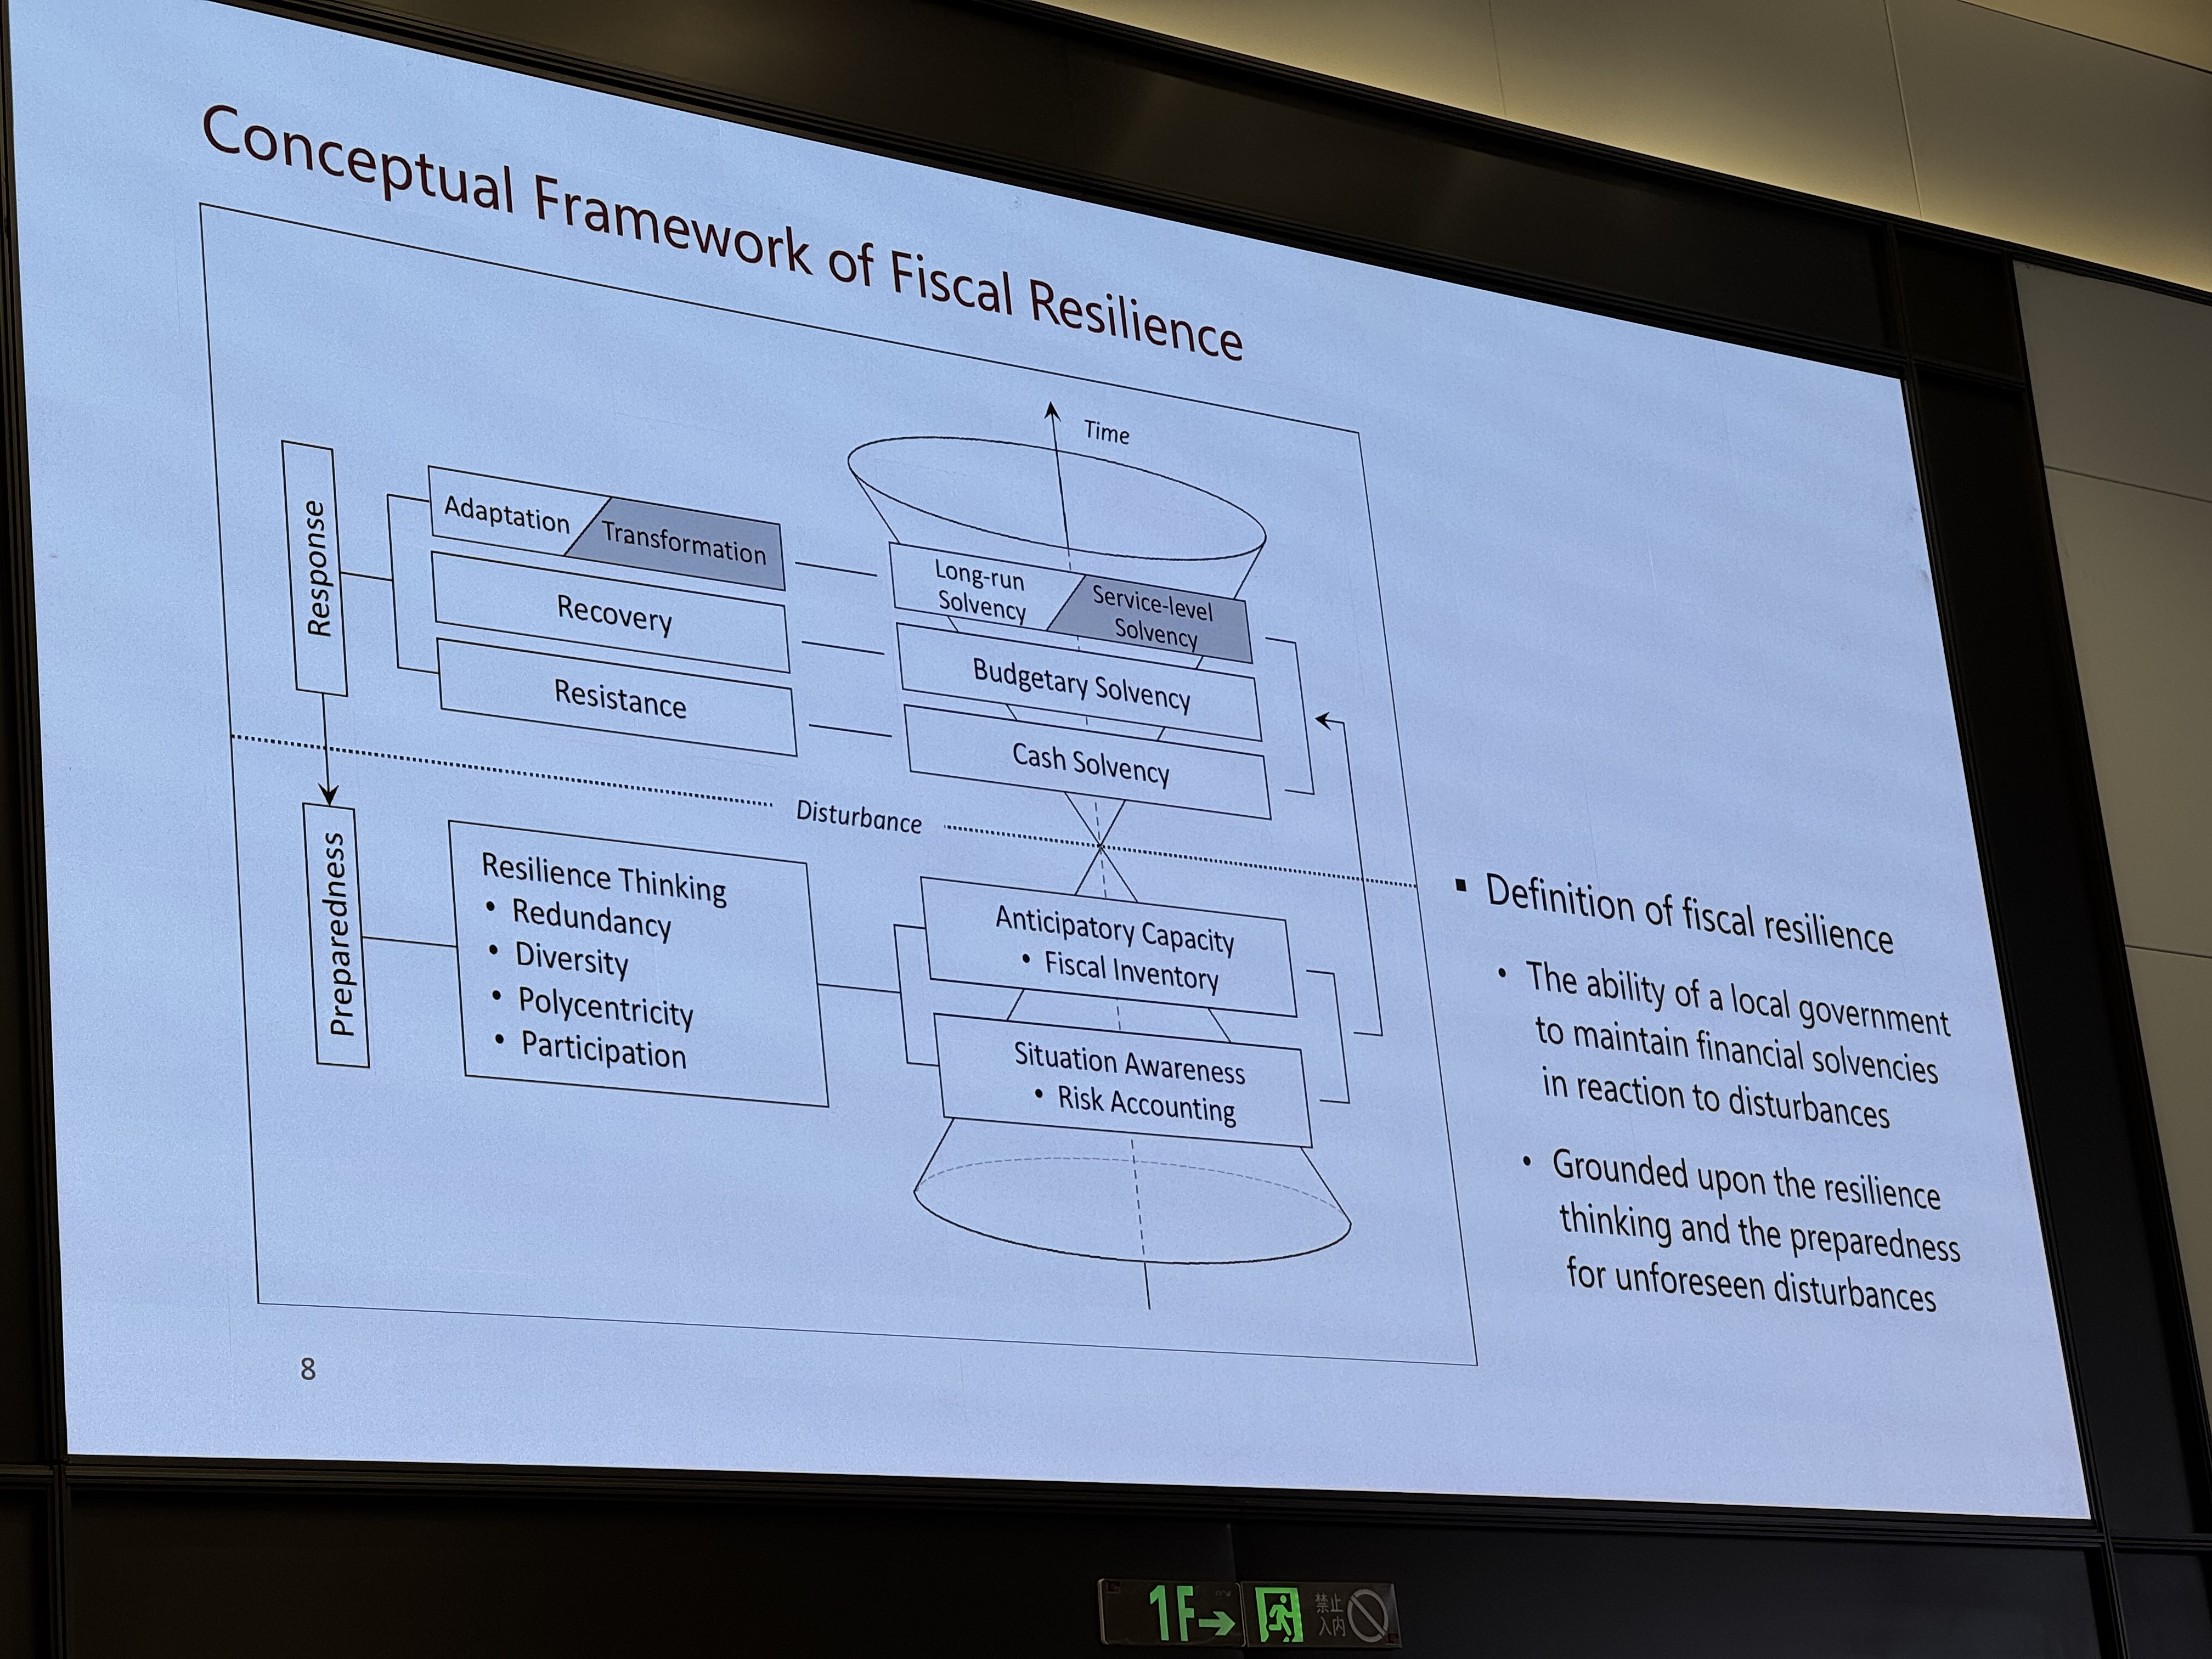 Conceptual Framework of Fiscal Resilience
Time
Response
Adaptation
Transformation
Recovery
Resistance
Long-run
Solvency
Service-level
Solvency
Budgetary Solvency
Cash Solvency
Disturbance
Preparedness
Resilience Thinking
• Redundancy
• Diversity
• Polycentricity
• Participation
Anticipatory Capacity
• Fiscal Inventory
Situation Awareness
• Risk Accounting
▪ Definition of fiscal resilience
• The ability of a local government
to maintain financial solvencies
in reaction to disturbances
• Grounded upon the resilience
thinking and the preparedness
for unforeseen disturbances
8
1F→
禁止
入内